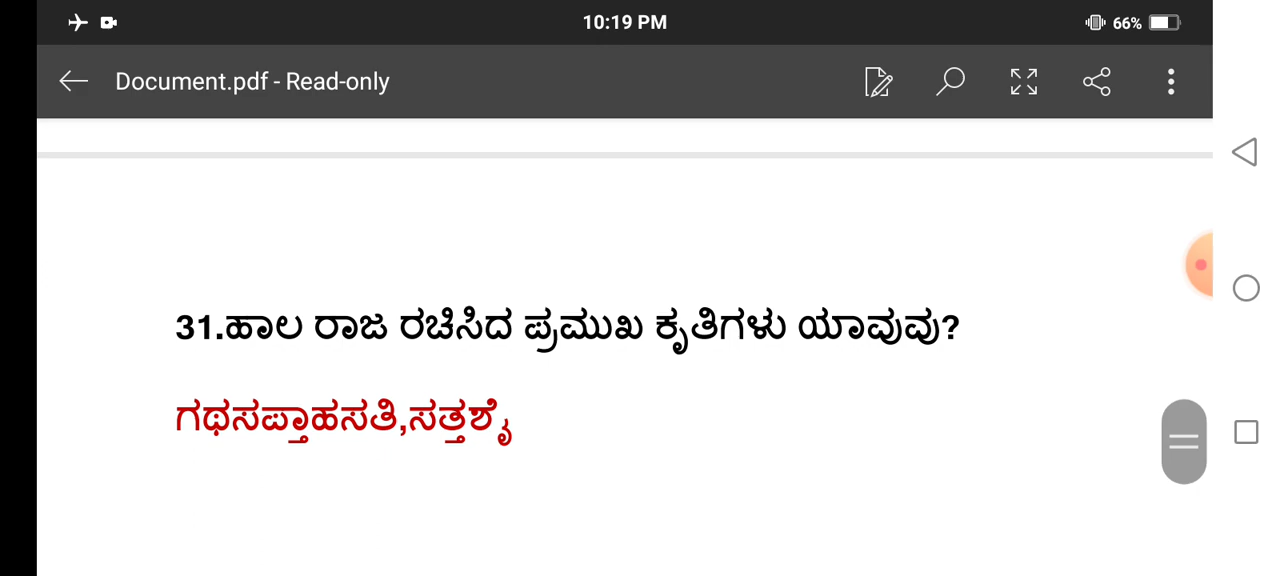 10:19 PM
66%
Document.pdf - Read-only
31.ಹಾಲ ರಾಜ ರಚಿಸಿದ ಪ್ರಮುಖ ಕೃತಿಗಳು ಯಾವುವು?
ಗಥಸಪ್ತಾಹಸತಿ,ಸತ್ತಶೈ